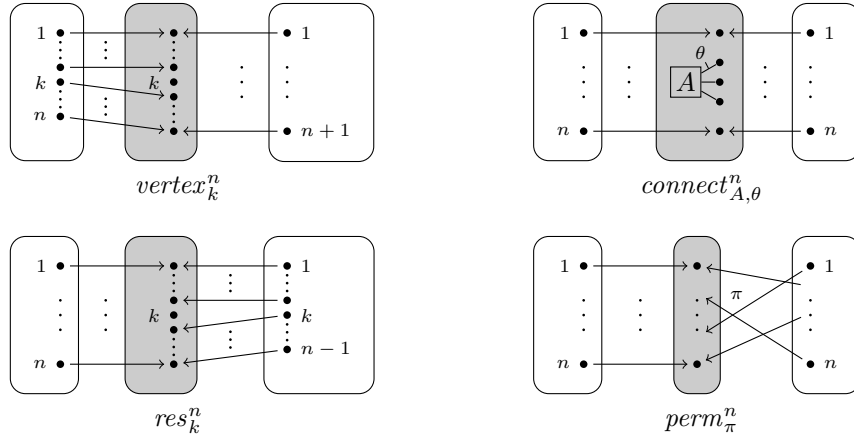 1 1 1 1
θ
k k A
n n + 1 n n
vertex^n_k connect^n_{A,θ}
1 1 1 1
k k π
n n − 1 n n
res^n_k perm^n_π